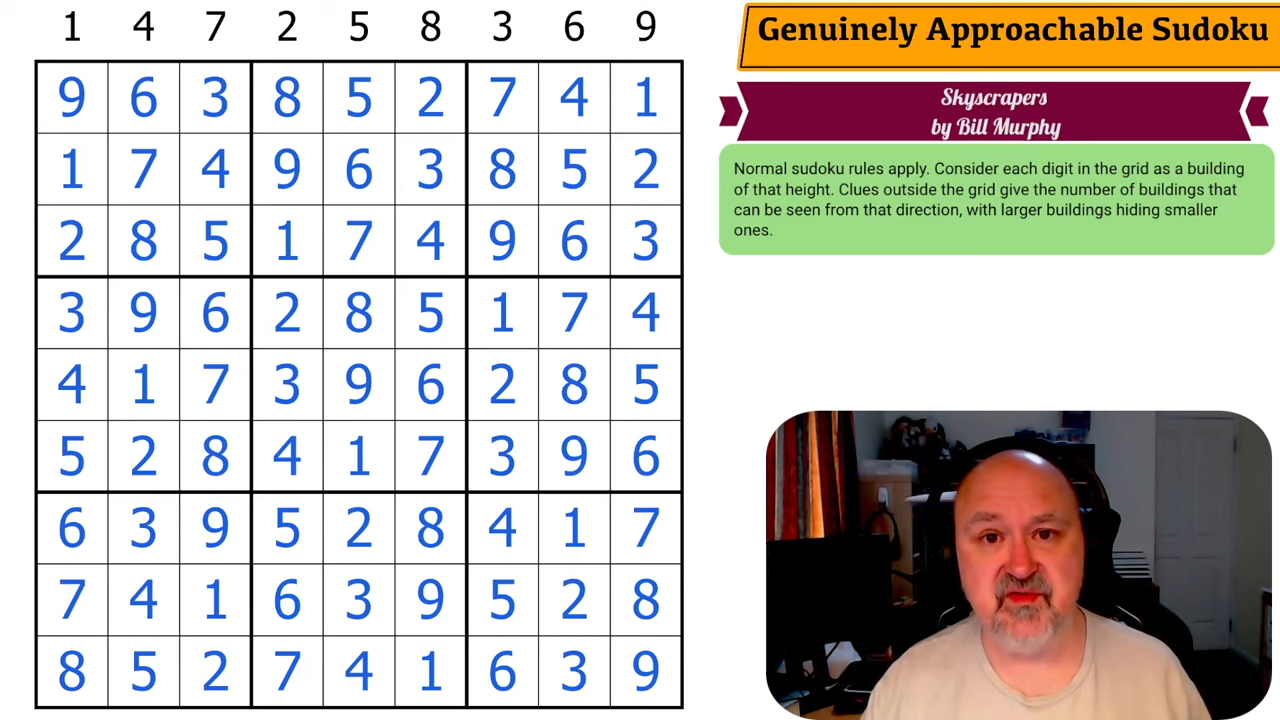 1 4 7 2 5 8 3 6 9
9 6 3 8 5 2 7 4 1
1 7 4 9 6 3 8 5 2
2 8 5 1 7 4 9 6 3
3 9 6 2 8 5 1 7 4
4 1 7 3 9 6 2 8 5
5 2 8 4 1 7 3 9 6
6 3 9 5 2 8 4 1 7
7 4 1 6 3 9 5 2 8
8 5 2 7 4 1 6 3 9
Genuinely Approachable Sudoku
Skyscrapers
by Bill Murphy
Normal sudoku rules apply. Consider each digit in the grid as a building
of that height. Clues outside the grid give the number of buildings that
can be seen from that direction, with larger buildings hiding smaller
ones.